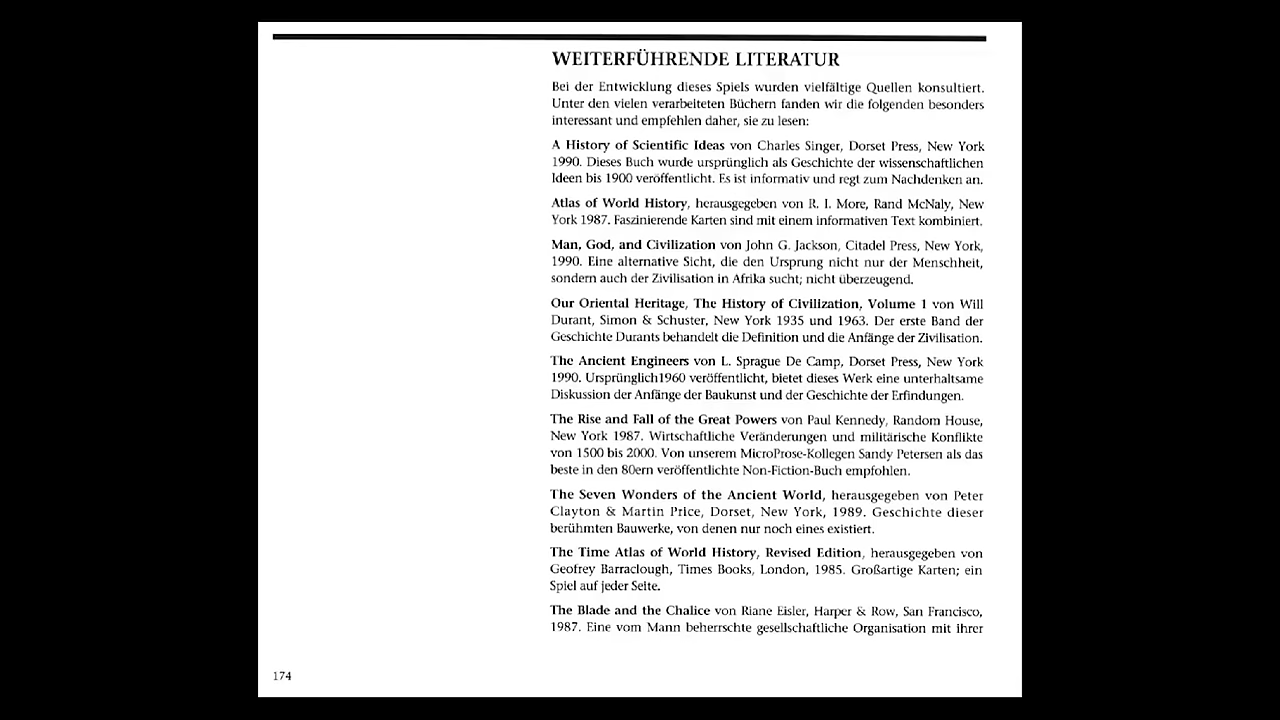 WEITERFÜHRENDE LITERATUR
Bei der Entwicklung dieses Spiels wurden vielfältige Quellen konsultiert.
Unter den vielen verarbeiteten Büchern fanden wir die folgenden besonders
interessant und empfehlen daher, sie zu lesen:
A History of Scientific Ideas von Charles Singer, Dorset Press, New York
1990. Dieses Buch wurde ursprünglich als Geschichte der wissenschaftlichen
Ideen bis 1900 veröffentlicht. Es ist informativ und regt zum Nachdenken an.
Atlas of World History, herausgegeben von R. I. More, Rand McNaly, New
York 1987. Faszinierende Karten sind mit einem informativen Text kombiniert.
Man, God, and Civilization von John G. Jackson, Citadel Press, New York,
1990. Eine alternative Sicht, die den Ursprung nicht nur der Menschheit,
sondern auch der Zivilisation in Afrika sucht; nicht überzeugend.
Our Oriental Heritage, The History of Civilization, Volume 1 von Will
Durant, Simon & Schuster, New York 1935 und 1963. Der erste Band der
Geschichte Durants behandelt die Definition und die Anfänge der Zivilisation.
The Ancient Engineers von L. Sprague De Camp, Dorset Press, New York
1990. Ursprünglich1960 veröffentlicht, bietet dieses Werk eine unterhaltsame
Diskussion der Anfänge der Baukunst und der Geschichte der Erfindungen.
The Rise and Fall of the Great Powers von Paul Kennedy, Random House,
New York 1987. Wirtschaftliche Veränderungen und militärische Konflikte
von 1500 bis 2000. Von unserem MicroProse-Kollegen Sandy Petersen als das
beste in den 80ern veröffentlichte Non-Fiction-Buch empfohlen.
The Seven Wonders of the Ancient World, herausgegeben von Peter
Clayton & Martin Price, Dorset, New York, 1989. Geschichte dieser
berühmten Bauwerke, von denen nur noch eines existiert.
The Time Atlas of World History, Revised Edition, herausgegeben von
Geofrey Barraclough, Times Books, London, 1985. Großartige Karten; ein
Spiel auf jeder Seite.
The Blade and the Chalice von Riane Eisler, Harper & Row, San Francisco,
1987. Eine vom Mann beherrschte gesellschaftliche Organisation mit ihrer
174